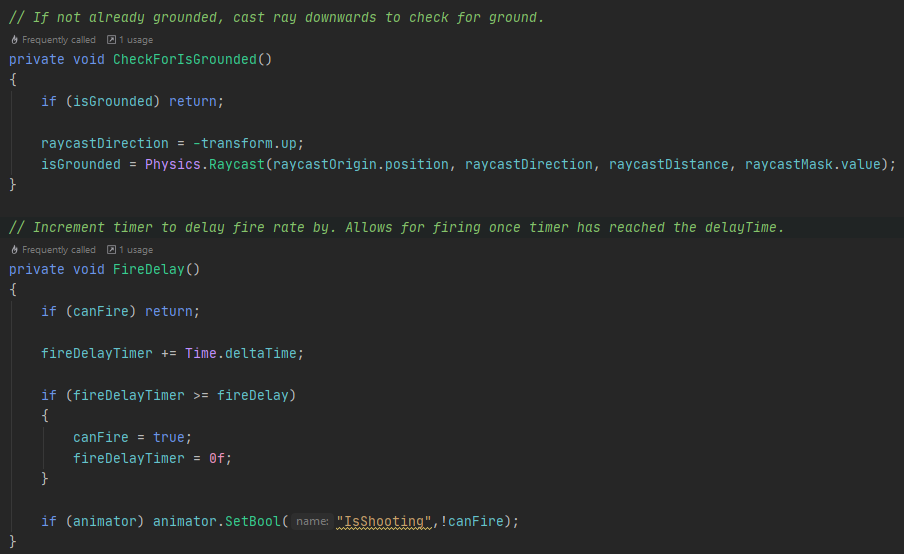 // If not already grounded, cast ray downwards to check for ground.
Frequently called 1 usage
private void CheckForIsGrounded()
{
if (isGrounded) return;
raycastDirection = -transform.up;
isGrounded = Physics.Raycast(raycastOrigin.position, raycastDirection, raycastDistance, raycastMask.value);
}
// Increment timer to delay fire rate by. Allows for firing once timer has reached the delayTime.
Frequently called 1 usage
private void FireDelay()
{
if (canFire) return;
fireDelayTimer += Time.deltaTime;
if (fireDelayTimer >= fireDelay)
{
canFire = true;
fireDelayTimer = 0f;
}
if (animator) animator.SetBool( name: "IsShooting",!canFire);
}